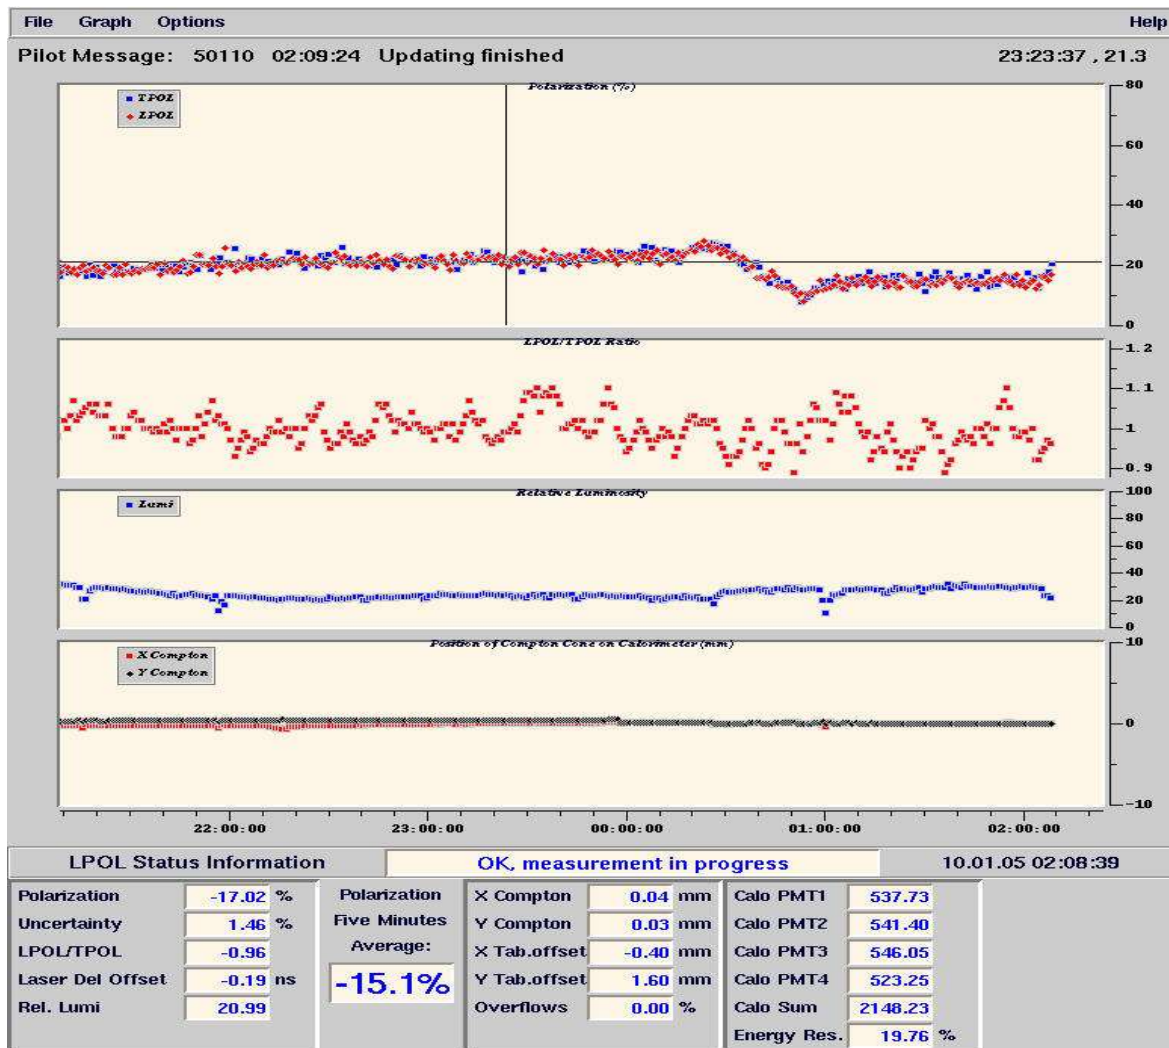 File Graph Options Help
Pilot Message: 50110 02:09:24 Updating finished 23:23:37 , 21.3
Polarization (%)
TPOL
LPOL
80
60
40
20
0
LPOL/TPOL Ratio
1.2
1.1
1
0.9
Relative Luminosity
Lumi
100
80
60
40
20
0
Position of Compton Cone on Calorimeter (mm)
X Compton
Y Compton
10
0
-10
22:00:00 23:00:00 00:00:00 01:00:00 02:00:00
LPOL Status Information OK, measurement in progress 10.01.05 02:08:39
Polarization -17.02 %
Uncertainty 1.46 %
LPOL/TPOL -0.96
Laser Del Offset -0.19 ns
Rel. Lumi 20.99
Polarization
Five Minutes
Average:
-15.1%
X Compton 0.04 mm
Y Compton 0.03 mm
X Tab.offset -0.40 mm
Y Tab.offset 1.60 mm
Overflows 0.00 %
Calo PMT1 537.73
Calo PMT2 541.40
Calo PMT3 546.05
Calo PMT4 523.25
Calo Sum 2148.23
Energy Res. 19.76 %